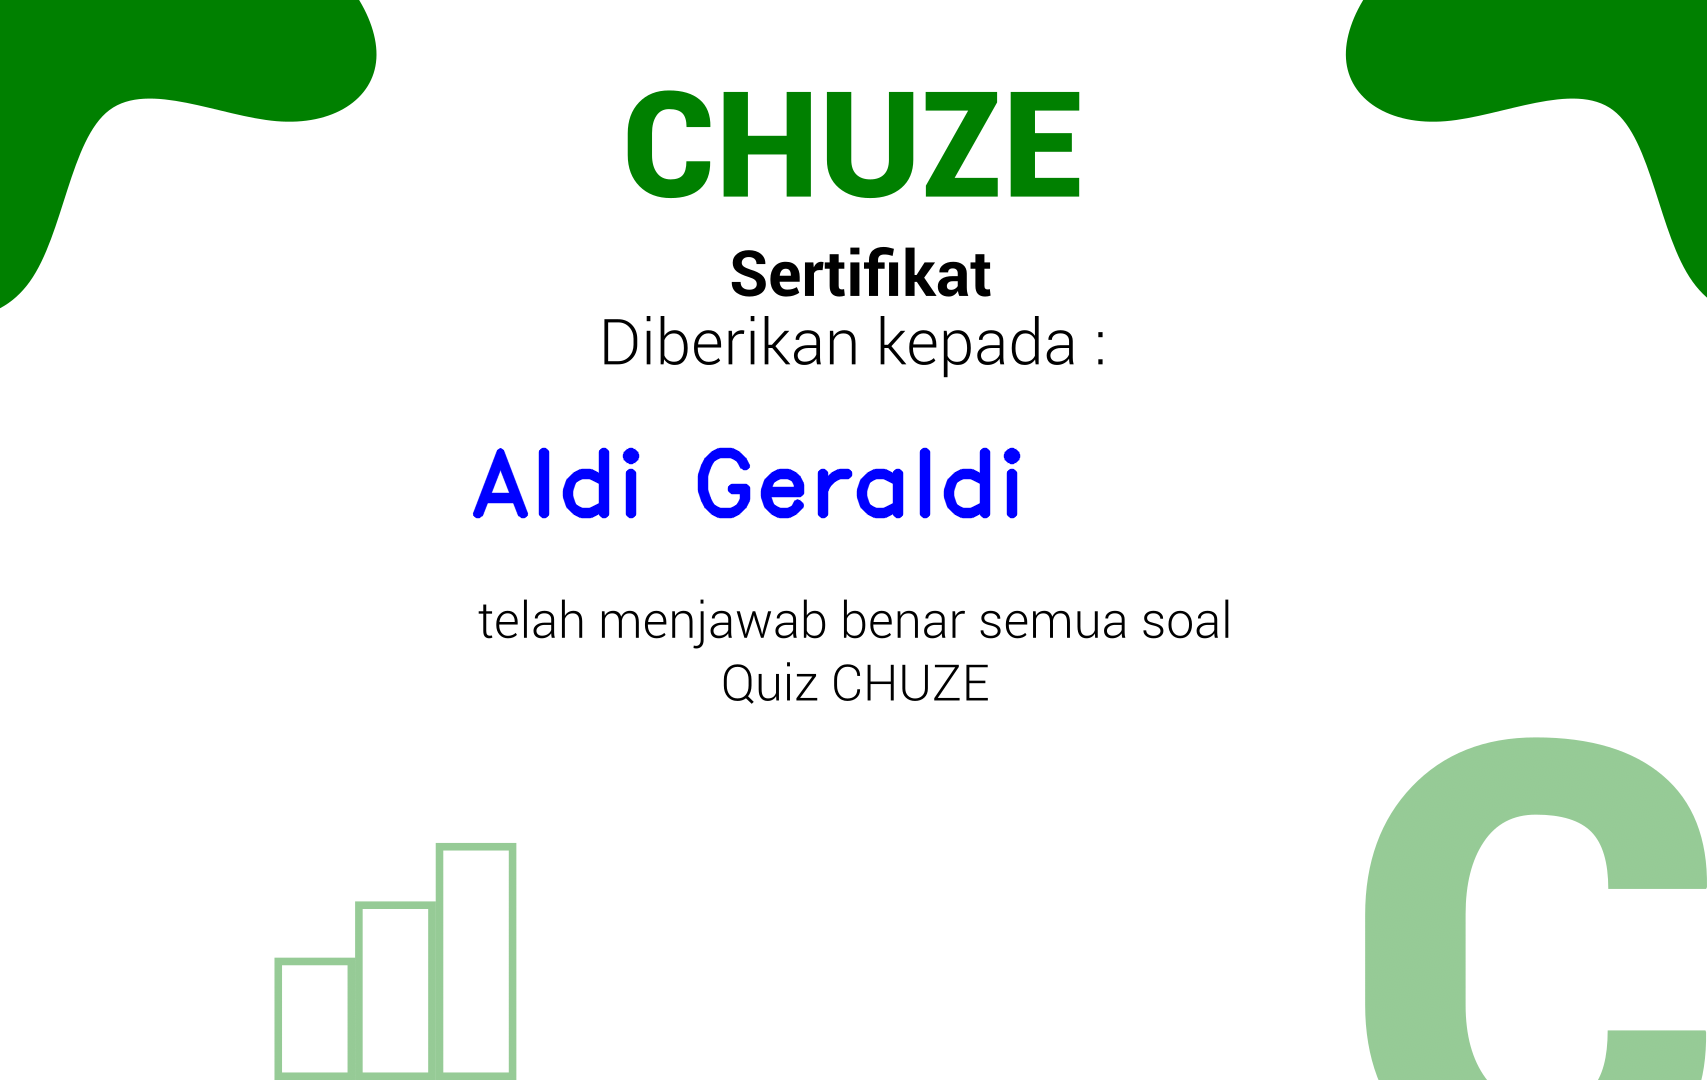 CHUZE
Sertifikat
Diberikan kepada :
Aldi Geraldi
telah menjawab benar semua soal
Quiz CHUZE
C